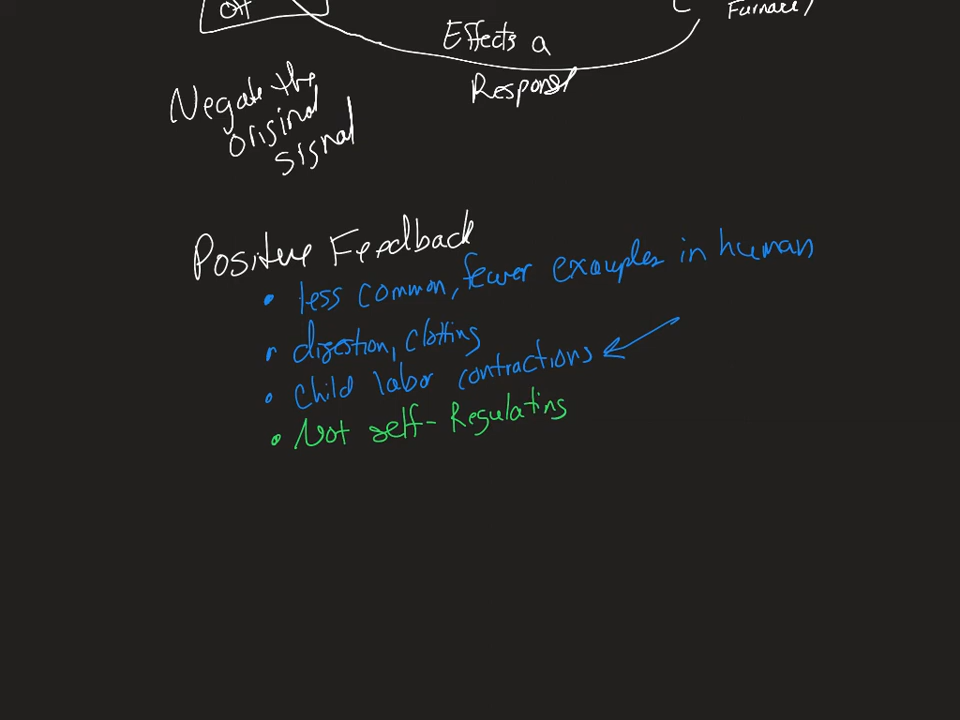 Off
Furnace)
Effects a
Response
Negate the
original
signal
Positive Feedback
• less common, fewer examples in human
• digestion, clotting
• Child labor contractions
• Not self-Regulating